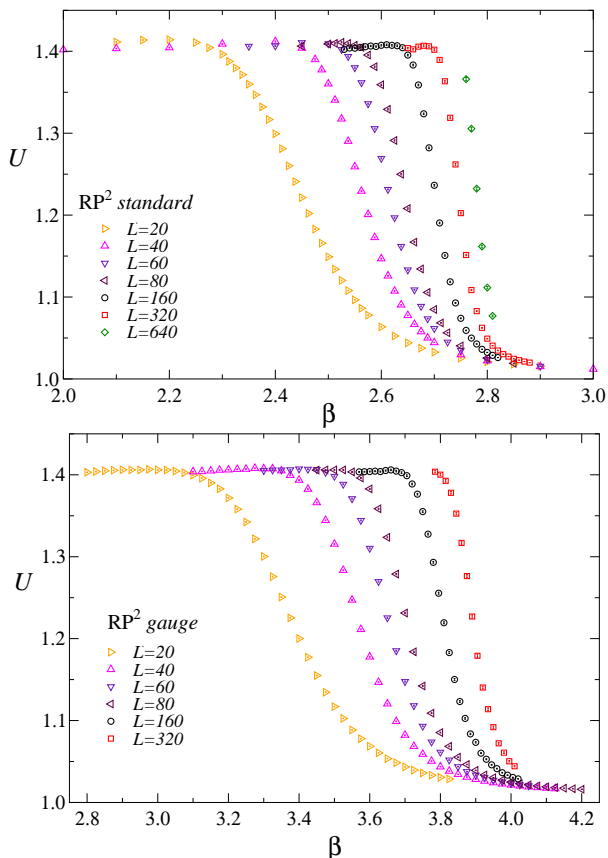 1.4
1.3
U
1.2
RP² standard
L=20
L=40
L=60
L=80
L=160
L=320
L=640
1.1
1.0
2.0 2.2 2.4 2.6 2.8 3.0
β
1.4
1.3
U
1.2
RP² gauge
L=20
L=40
L=60
L=80
L=160
L=320
1.1
1.0
2.8 3.0 3.2 3.4 3.6 3.8 4.0 4.2
β